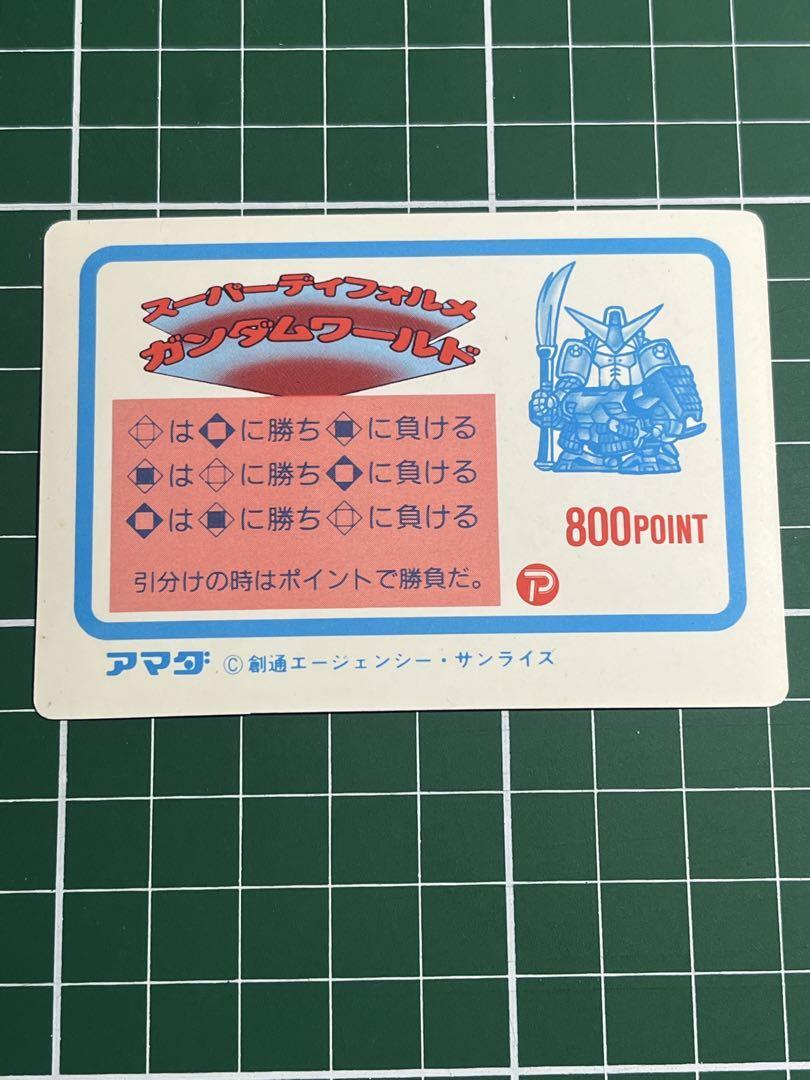 スーパーディフォルメ
ガンダムワールド
は に勝ち に負ける
は に勝ち に負ける
は に勝ち に負ける
引分けの時はポイントで勝負だ。
800POINT
P
アマダ Ⓒ創通エージェンシー・サンライズ